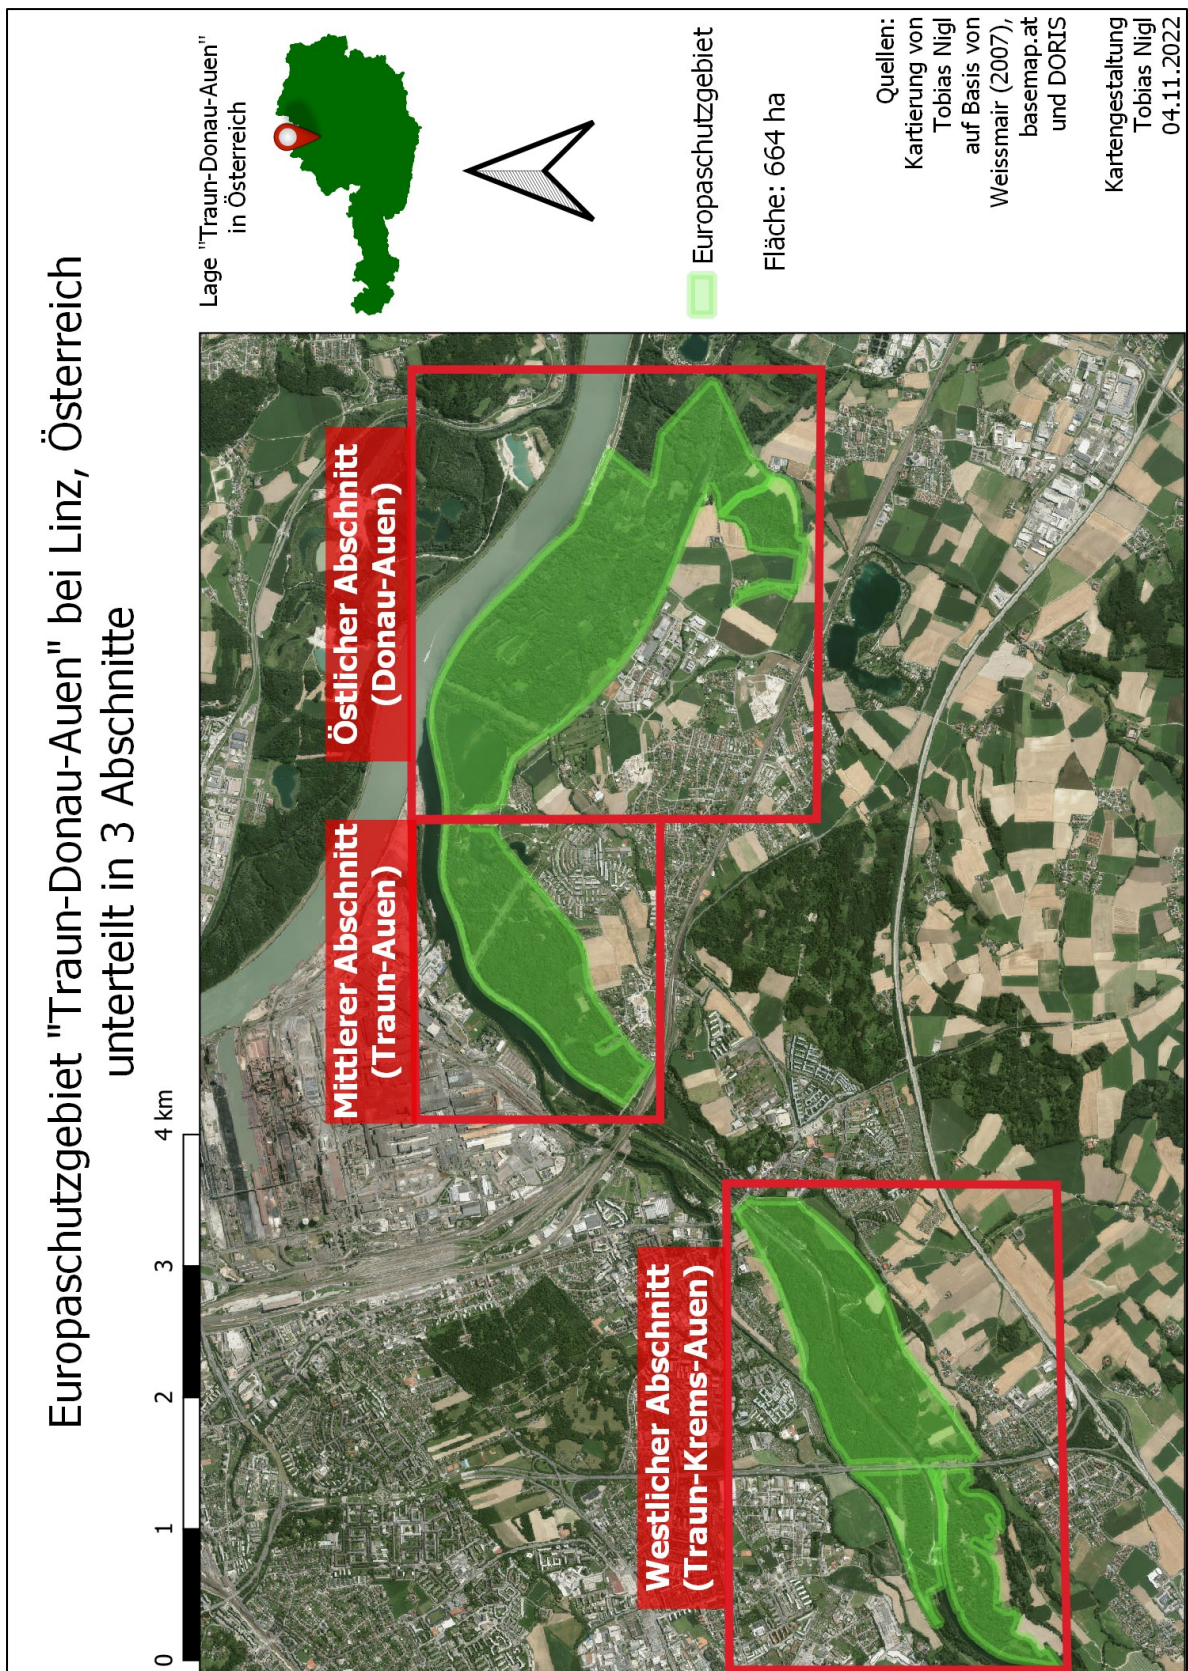 Europaschutzgebiet "Traun-Donau-Auen" bei Linz, Österreich
unterteilt in 3 Abschnitte
0
1
2
3
4 km
Westlicher Abschnitt
(Traun-Krems-Auen)
Mittlerer Abschnitt
(Traun-Auen)
Östlicher Abschnitt
(Donau-Auen)
Lage "Traun-Donau-Auen"
in Österreich
Europaschutzgebiet
Fläche: 664 ha
Quellen:
Kartierung von
Tobias Nigl
auf Basis von
Weissmair (2007),
basemap.at
und DORIS
Kartengestaltung
Tobias Nigl
04.11.2022